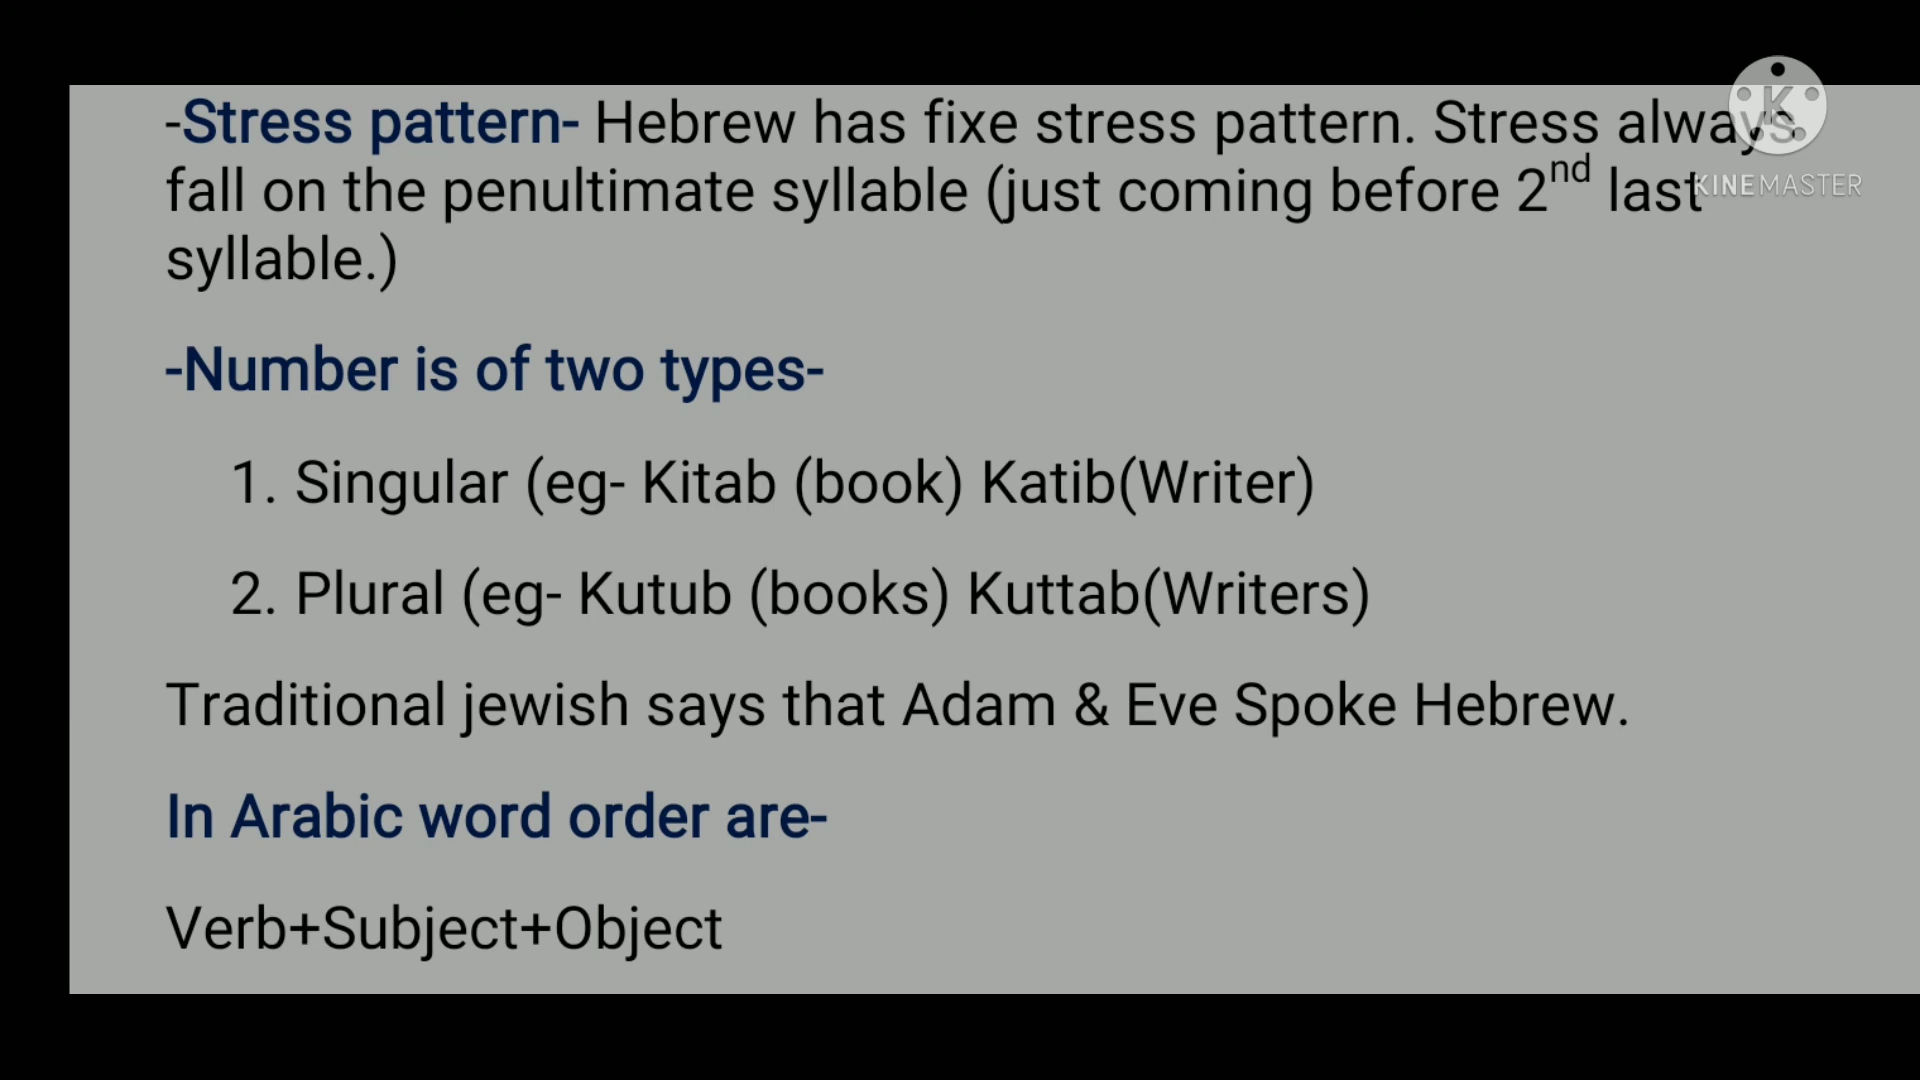 -Stress pattern- Hebrew has fixe stress pattern. Stress always
fall on the penultimate syllable (just coming before 2nd last
syllable.)
-Number is of two types-
1. Singular (eg- Kitab (book) Katib(Writer)
2. Plural (eg- Kutub (books) Kuttab(Writers)
Traditional jewish says that Adam & Eve Spoke Hebrew.
In Arabic word order are-
Verb+Subject+Object
K
KINEMASTER